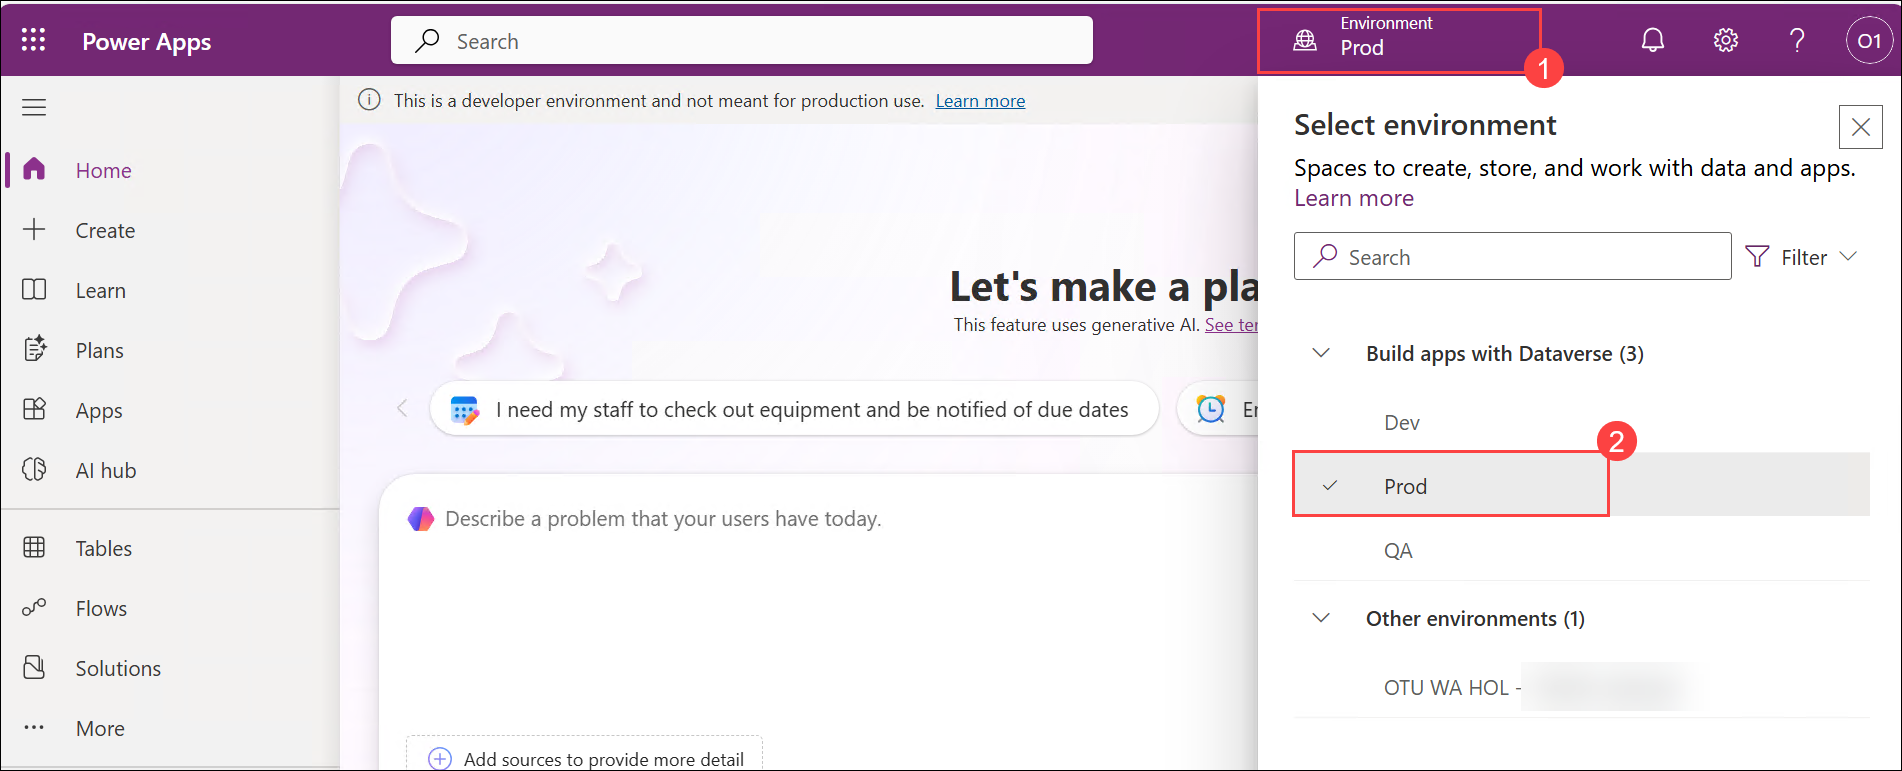 Power Apps
Search
Environment
Prod
1
O1
This is a developer environment and not meant for production use. Learn more
Home
Create
Learn
Plans
Apps
AI hub
Tables
Flows
Solutions
More
Let's make a pla
This feature uses generative AI. See ter
I need my staff to check out equipment and be notified of due dates
Describe a problem that your users have today.
Add sources to provide more detail
Select environment
Spaces to create, store, and work with data and apps.
Learn more
Search
Filter
Build apps with Dataverse (3)
Dev
2
Prod
QA
Other environments (1)
OTU WA HOL -